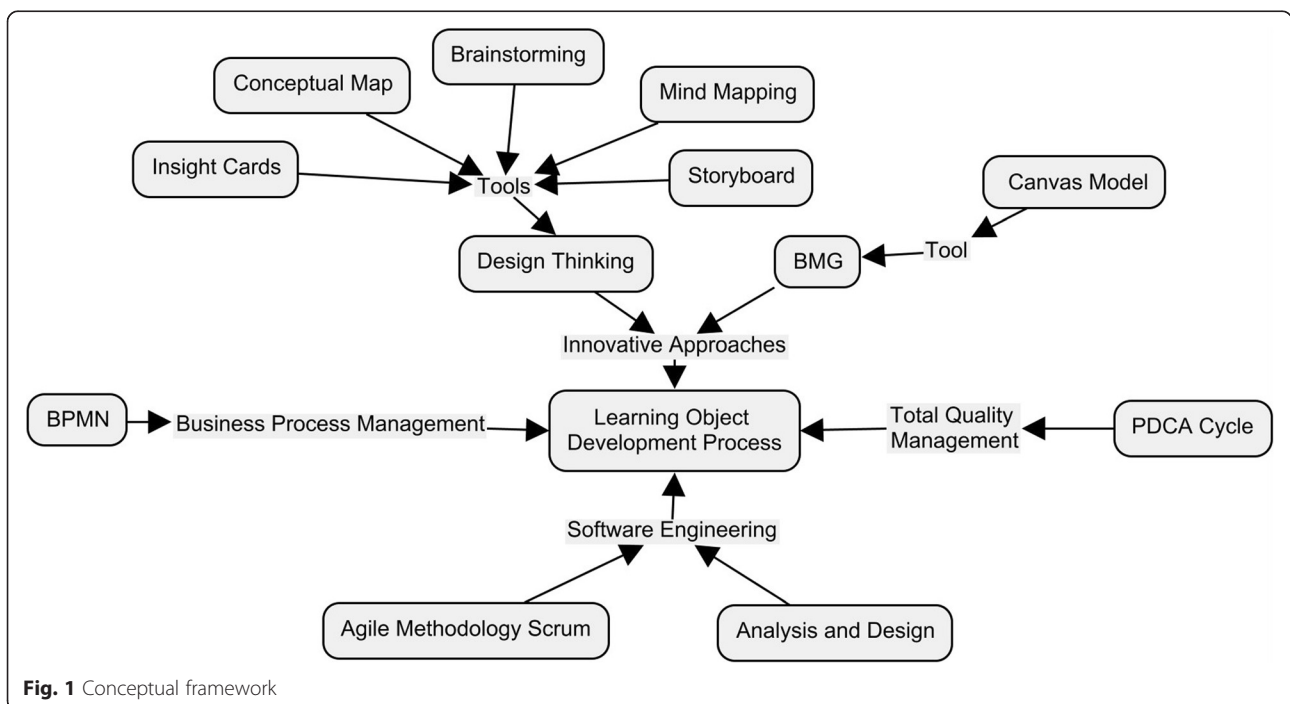 Brainstorming
Conceptual Map
Mind Mapping
Insight Cards
Tools
Storyboard
Canvas Model
Design Thinking
BMG
Tool
Innovative Approaches
BPMN
Business Process Management
Learning Object
Development Process
Total Quality
Management
PDCA Cycle
Software Engineering
Agile Methodology Scrum
Analysis and Design
Fig. 1 Conceptual framework